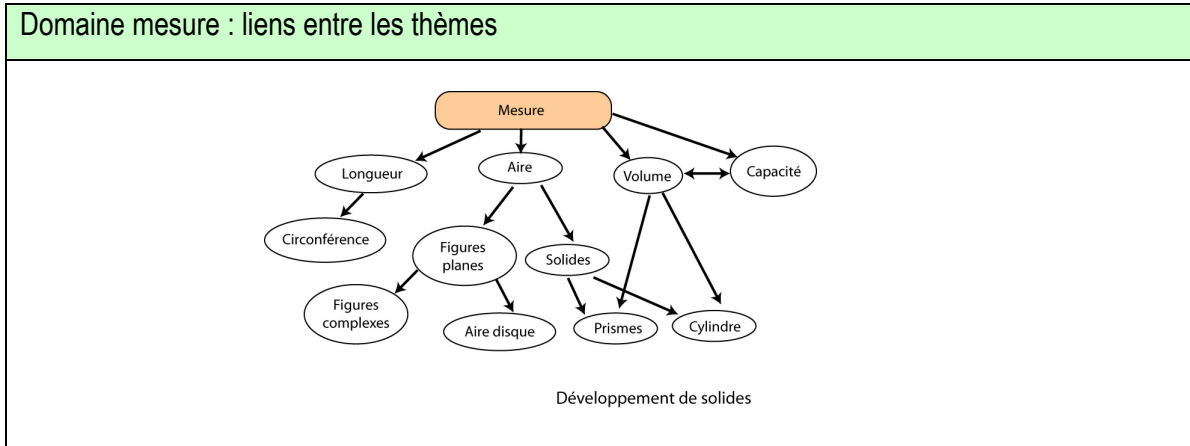 Domaine mesure : liens entre les thèmes
Mesure
Longueur
Aire
Volume
Capacité
Circonférence
Figures
planes
Solides
Figures
complexes
Aire disque
Prismes
Cylindre
Développement de solides